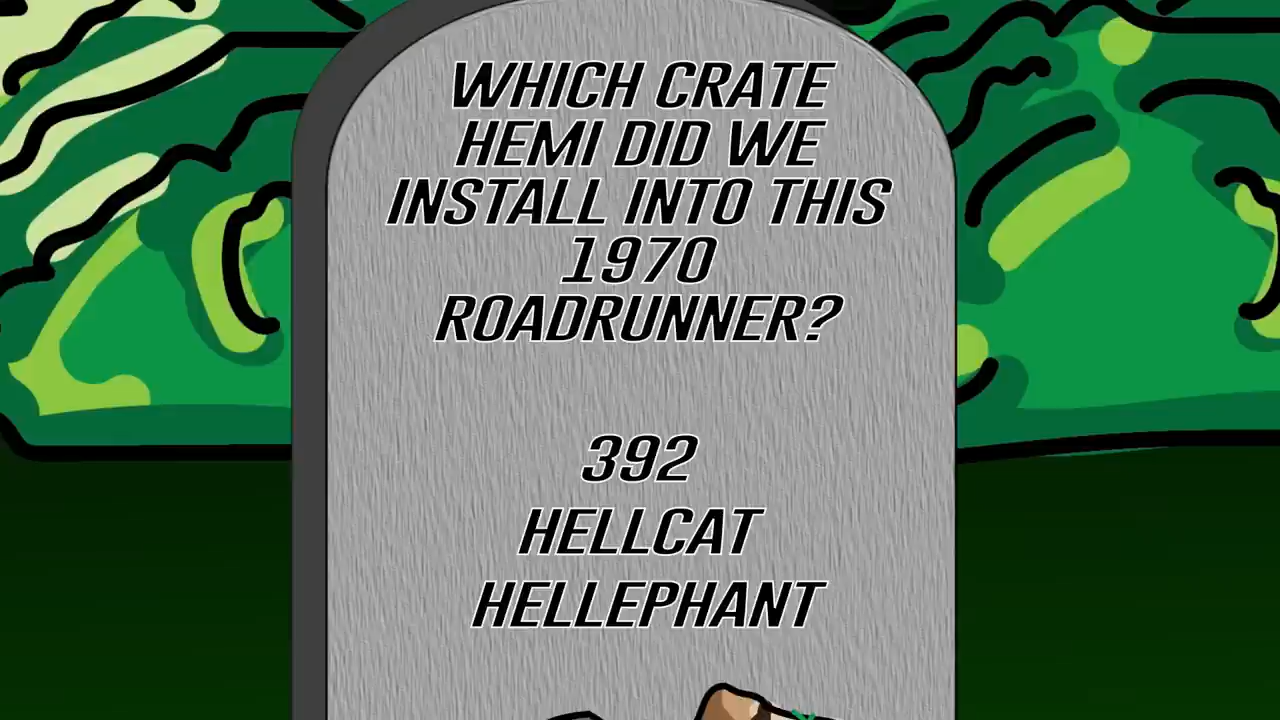 WHICH CRATE
HEMI DID WE
INSTALL INTO THIS
1970
ROADRUNNER?
392
HELLCAT
HELLEPHANT